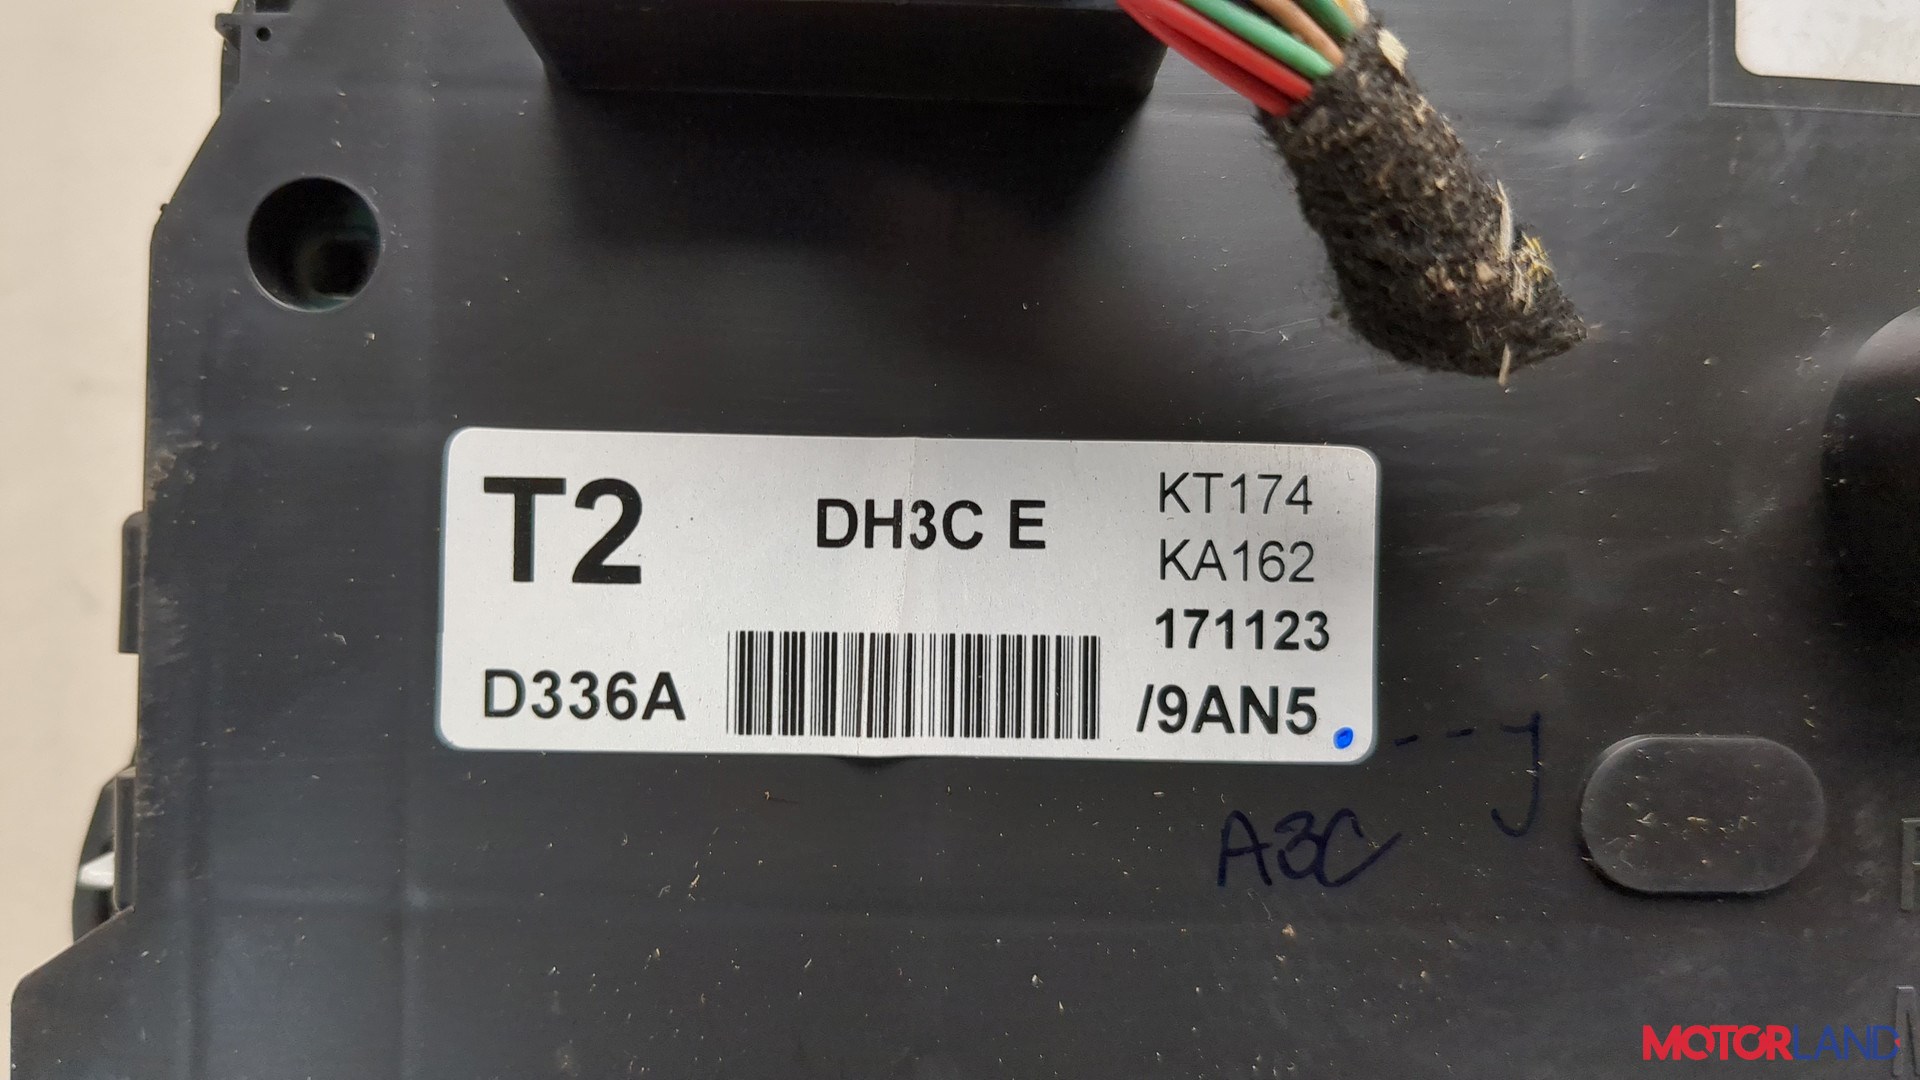 T2
DH3C E
KT174
KA162
171123
D336A
/9AN5
A3C
MOTORLAND